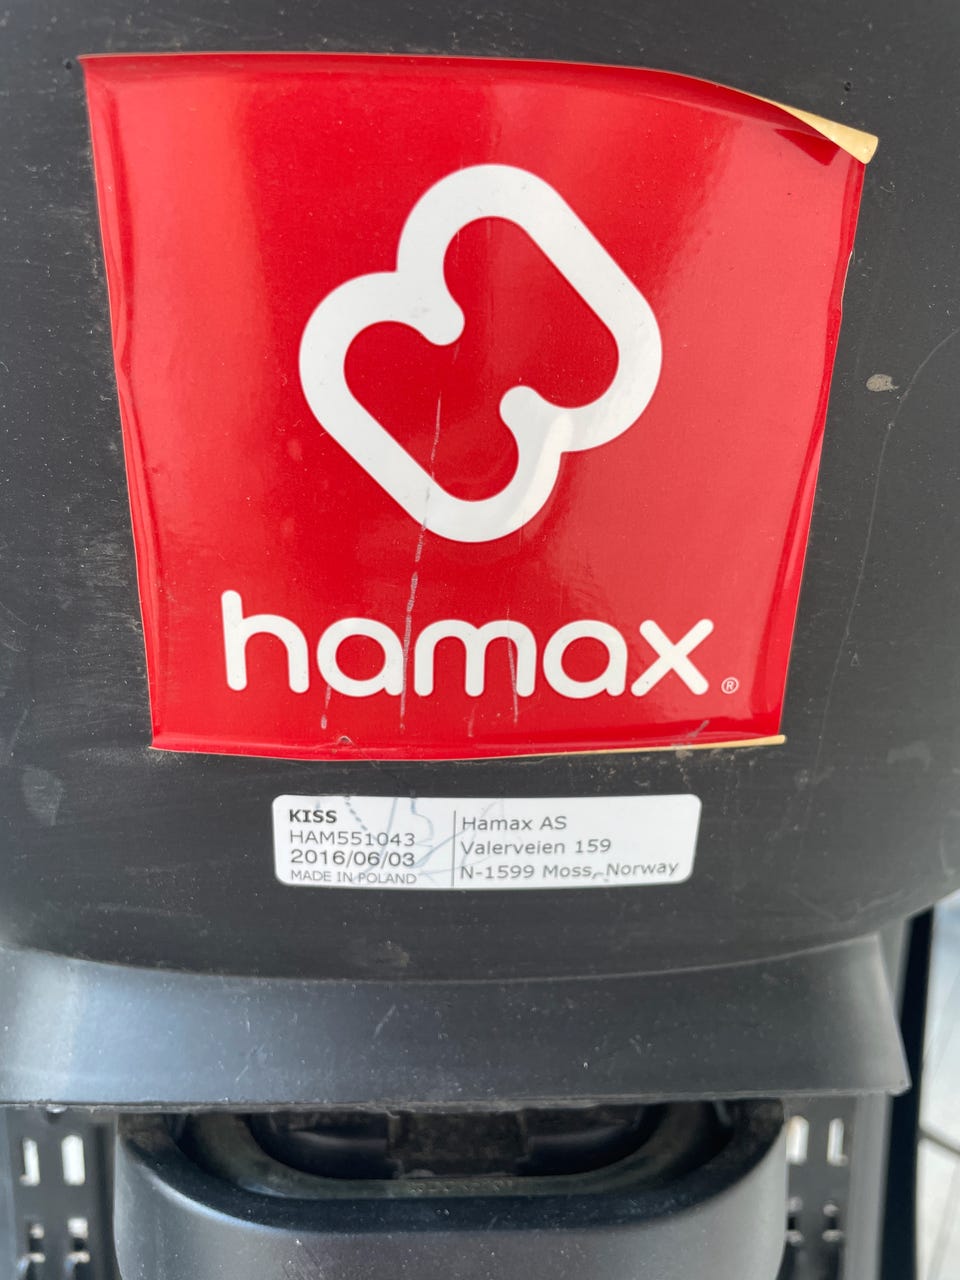 hamax®
KISS
HAM551043
2016/06/03
MADE IN POLAND
Hamax AS
Valerveien 159
N-1599 Moss, Norway